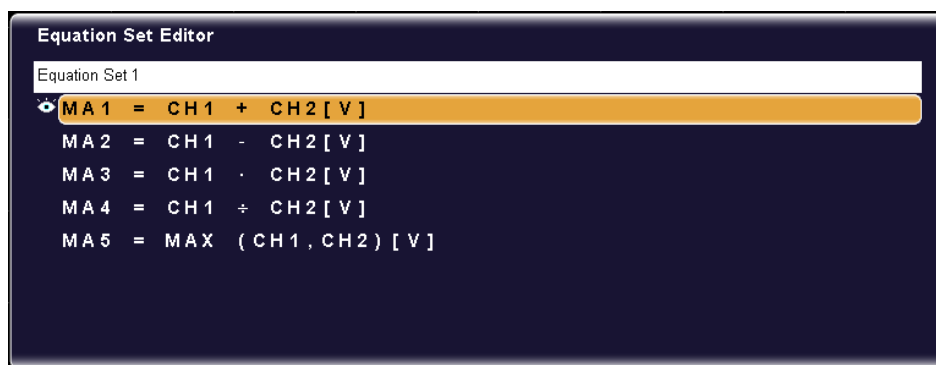 Equation Set Editor
Equation Set 1
MA1 = CH1 + CH2[V]
MA2 = CH1 - CH2[V]
MA3 = CH1 · CH2[V]
MA4 = CH1 ÷ CH2[V]
MA5 = MAX (CH1,CH2)[V]